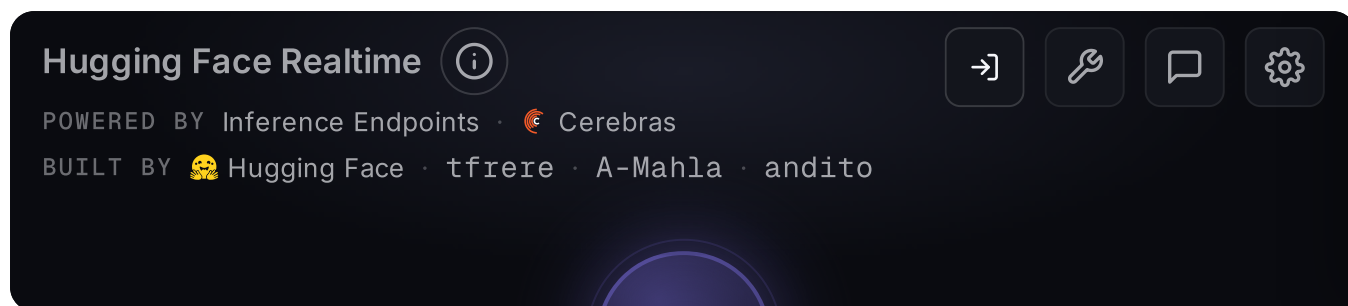 Hugging Face Realtime
POWERED BY Inference Endpoints · Cerebras
BUILT BY 🤗 Hugging Face · tfrere · A-Mahla · andito